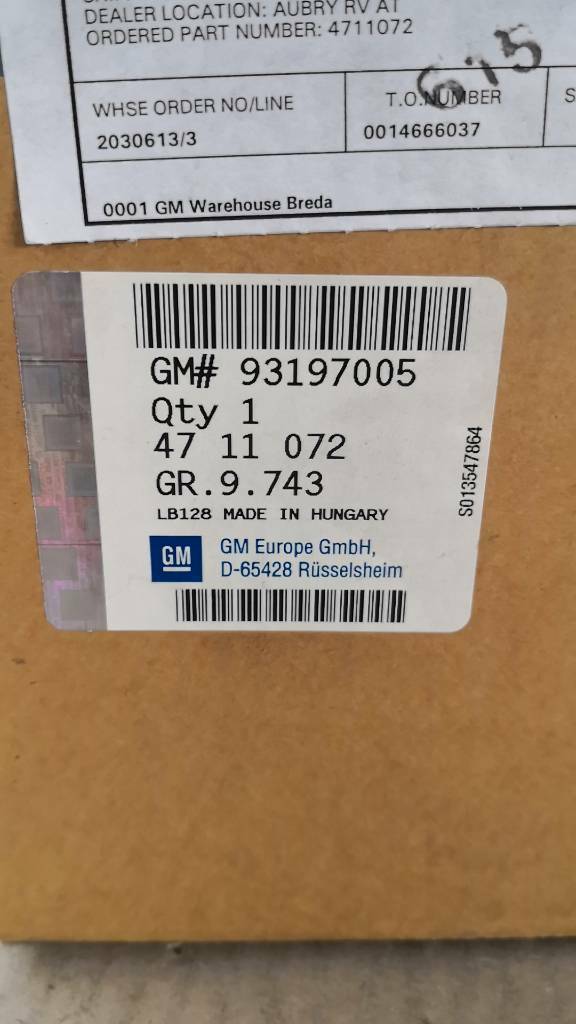 DEALER LOCATION: AUBRY RV AT
ORDERED PART NUMBER: 4711072
WHSE ORDER NO/LINE
2030613/3
T.O.NUMBER
0014666037
S
0001 GM Warehouse Breda
GM# 93197005
Qty 1
47 11 072
GR.9.743
LB128 MADE IN HUNGARY
S013547864
GM
GM Europe GmbH,
D-65428 Rüsselsheim